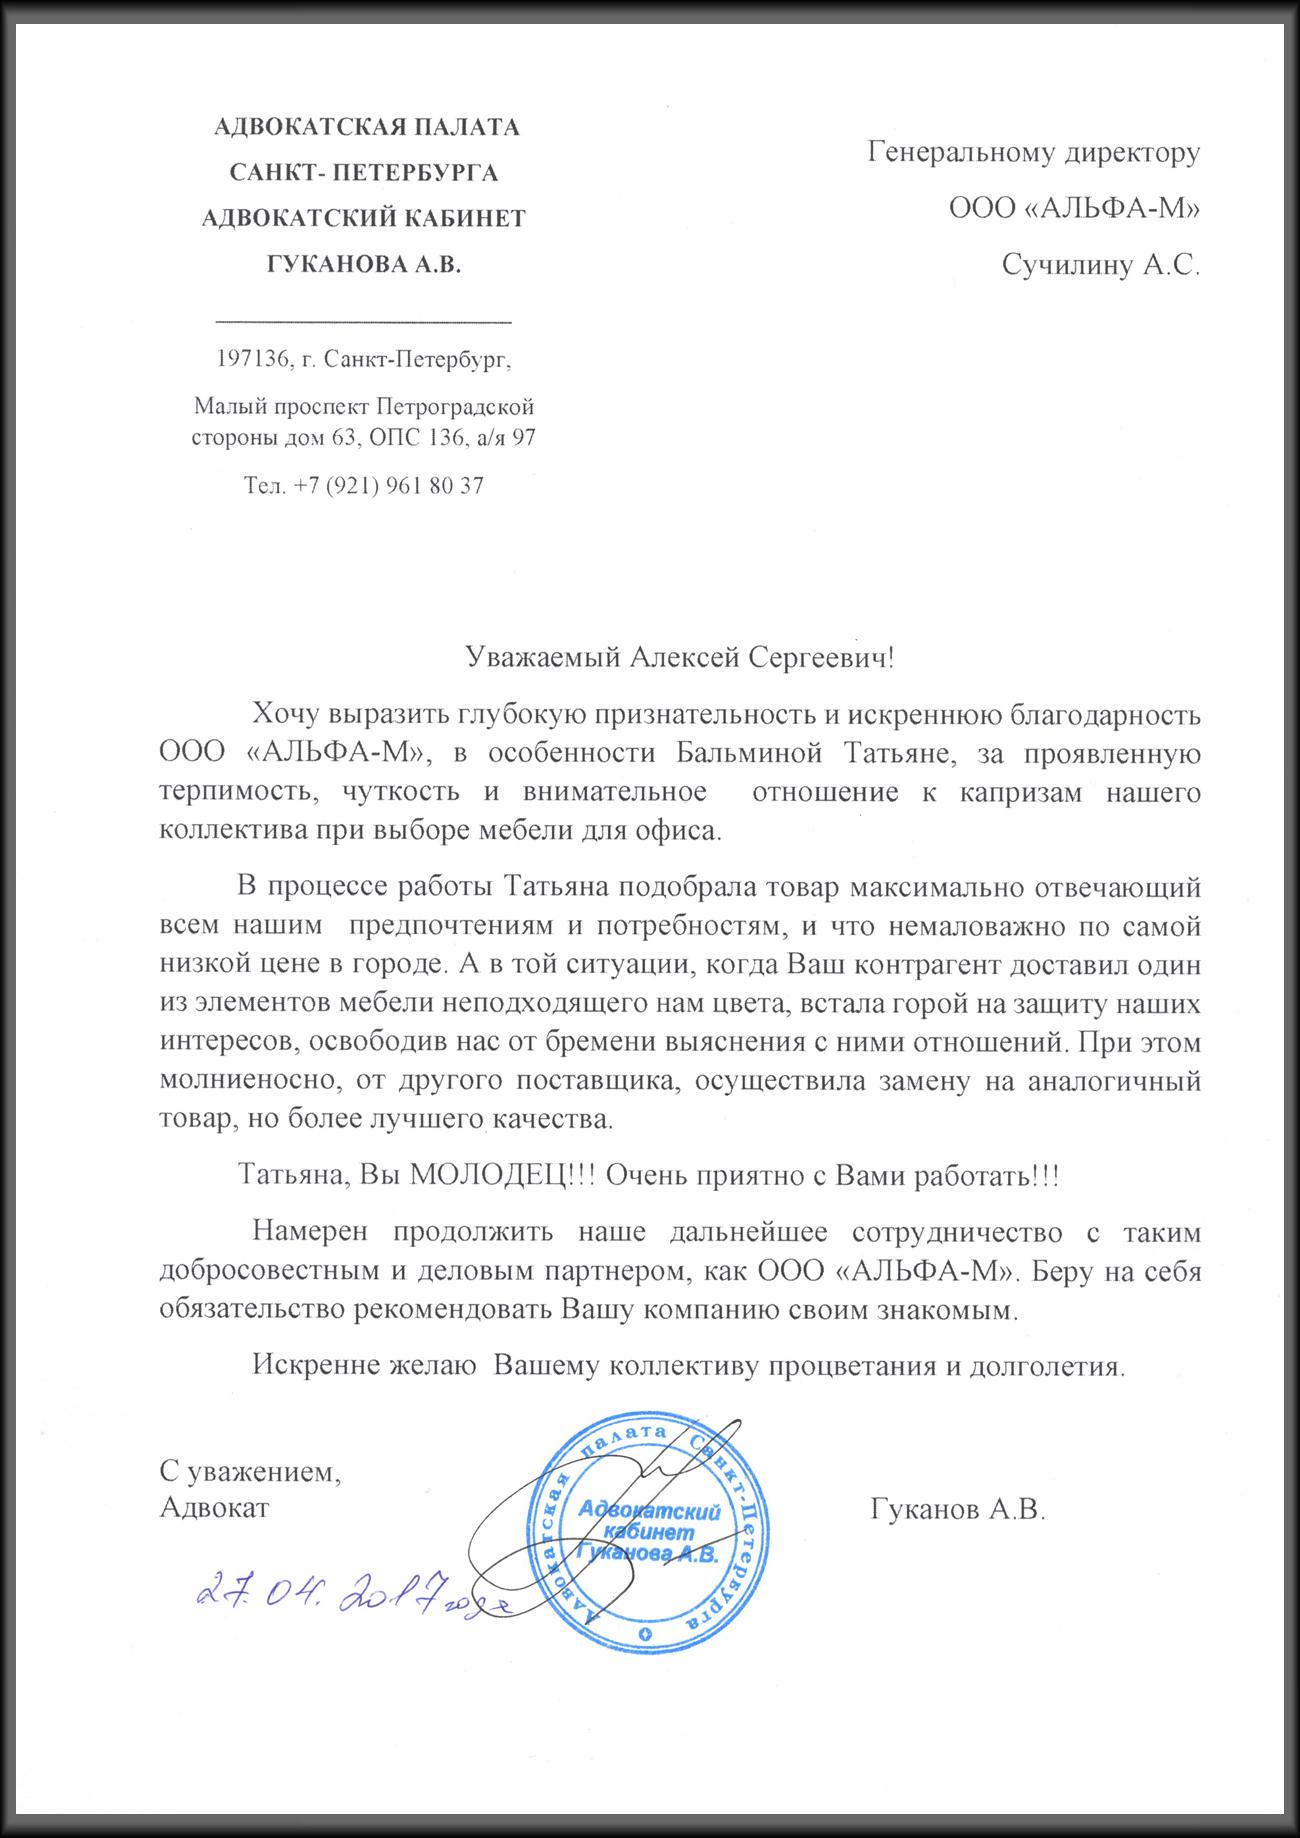 АДВОКАТСКАЯ ПАЛАТА
САНКТ- ПЕТЕРБУРГА
АДВОКАТСКИЙ КАБИНЕТ
ГУКАНОВА А.В.
197136, г. Санкт-Петербург,
Малый проспект Петроградской
стороны дом 63, ОПС 136, а/я 97
Тел. +7 (921) 961 80 37
Генеральному директору
ООО «АЛЬФА-М»
Сучилину А.С.
Уважаемый Алексей Сергеевич!
Хочу выразить глубокую признательность и искреннюю благодарность
ООО «АЛЬФА-М», в особенности Бальминой Татьяне, за проявленную
терпимость, чуткость и внимательное отношение к капризам нашего
коллектива при выборе мебели для офиса.
В процессе работы Татьяна подобрала товар максимально отвечающий
всем нашим предпочтениям и потребностям, и что немаловажно по самой
низкой цене в городе. А в той ситуации, когда Ваш контрагент доставил один
из элементов мебели неподходящего нам цвета, встала горой на защиту наших
интересов, освободив нас от бремени выяснения с ними отношений. При этом
молниеносно, от другого поставщика, осуществила замену на аналогичный
товар, но более лучшего качества.
Татьяна, Вы МОЛОДЕЦ!!! Очень приятно с Вами работать!!!
Намерен продолжить наше дальнейшее сотрудничество с таким
добросовестным и деловым партнером, как ООО «АЛЬФА-М». Беру на себя
обязательство рекомендовать Вашу компанию своим знакомым.
Искренне желаю Вашему коллективу процветания и долголетия.
С уважением,
Адвокат
Гуканов А.В.
Адвокатская палата Санкт-Петербурга
Адвокатский
кабинет
Гуканова А.В.
27.04.2017 года